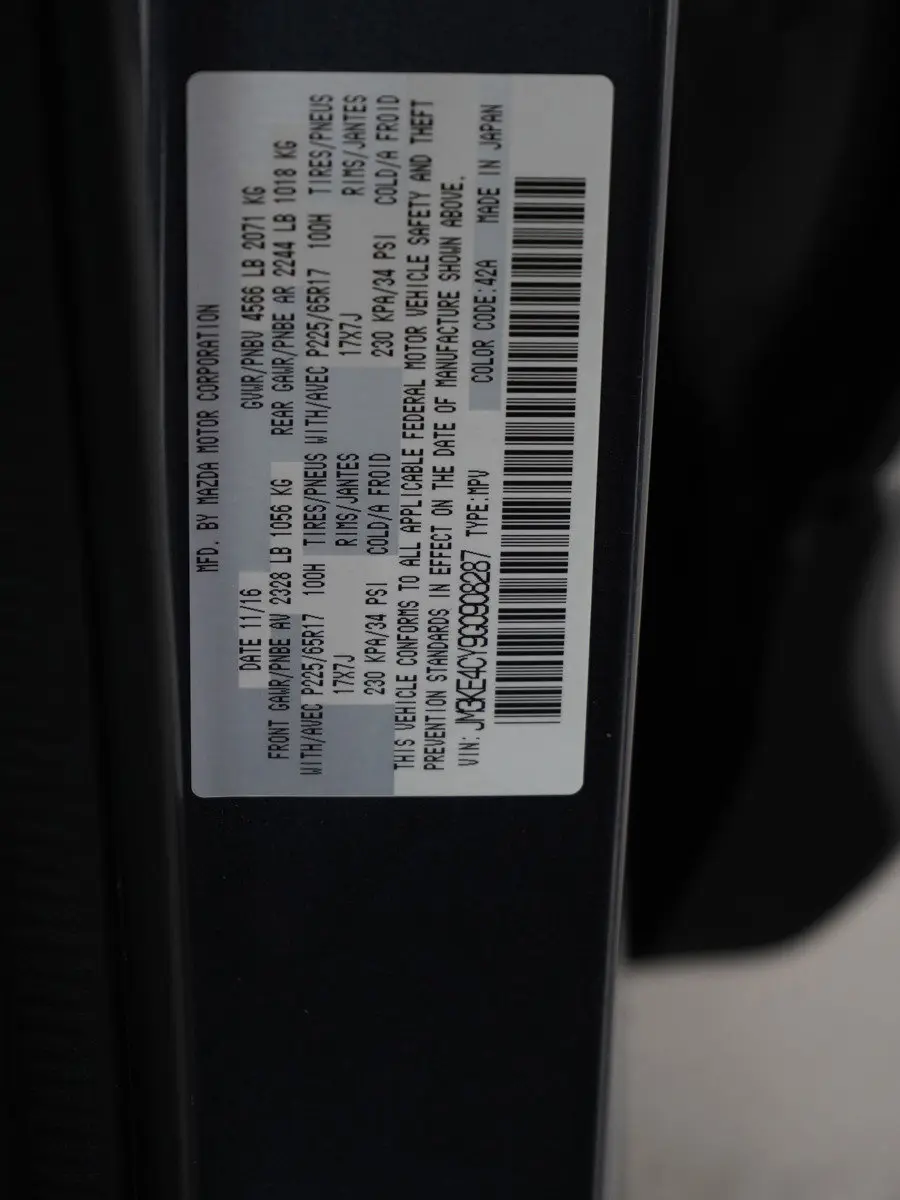 MFD. BY MAZDA MOTOR CORPORATION
DATE 11/16 GVWR/PNBV 4566 LB 2071 KG
FRONT GAWR/PNBE AV 2328 LB 1056 KG REAR GAWR/PNBE AR 2244 LB 1018 KG
WITH/AVEC P225/65R17 100H TIRES/PNEUS WITH/AVEC P225/65R17 100H TIRES/PNEUS
17X7J RIMS/JANTES 17X7J RIMS/JANTES
230 KPA/34 PSI COLD/A FROID 230 KPA/34 PSI COLD/A FROID
THIS VEHICLE CONFORMS TO ALL APPLICABLE FEDERAL MOTOR VEHICLE SAFETY AND THEFT
PREVENTION STANDARDS IN EFFECT ON THE DATE OF MANUFACTURE SHOWN ABOVE.
VIN: JM3KE4CY9G0908287 TYPE:MPV COLOR CODE:42A MADE IN JAPAN